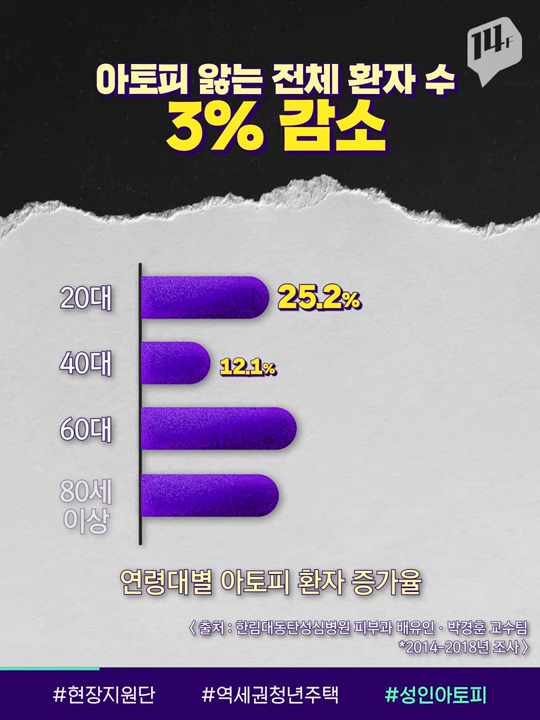 14F
아토피 앓는 전체 환자 수
3% 감소
20대 25.2%
40대 12.1%
60대
80세
이상
연령대별 아토피 환자 증가율
< 출처 : 한림대동탄성심병원 피부과 배유인 · 박경훈 교수팀
*2014-2018년 조사 >
#현장지원단 #역세권청년주택 #성인아토피